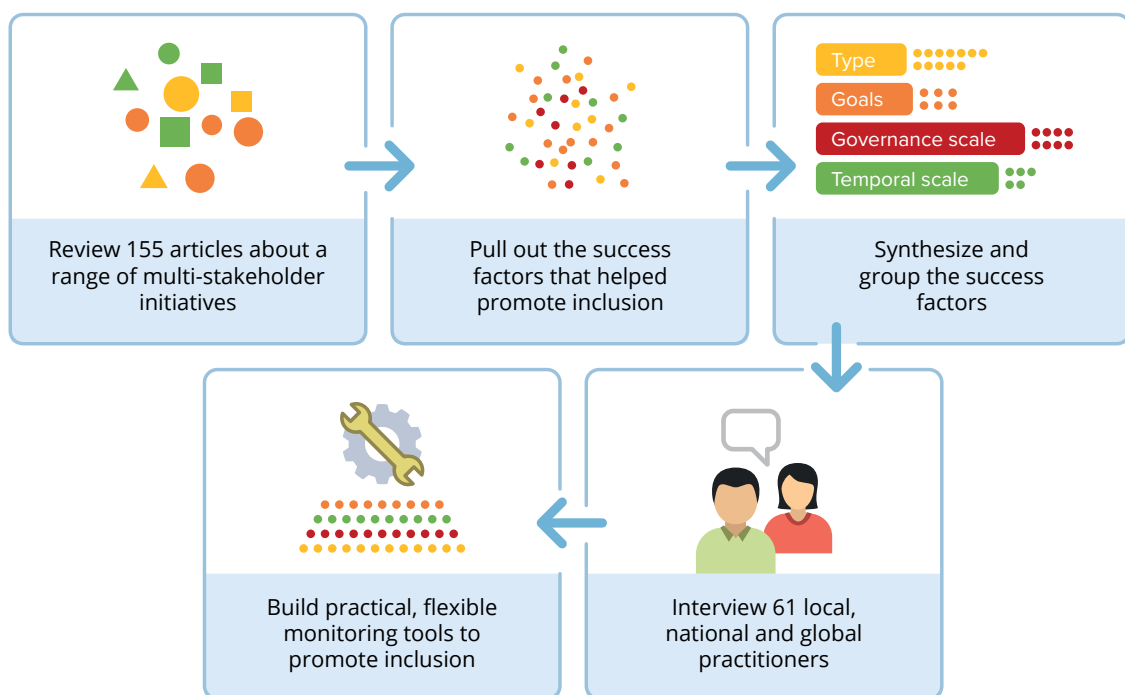 Type
Goals
Governance scale
Temporal scale
Review 155 articles about a
range of multi-stakeholder
initiatives
Pull out the success
factors that helped
promote inclusion
Synthesize and
group the success
factors
Build practical, flexible
monitoring tools to
promote inclusion
Interview 61 local,
national and global
practitioners